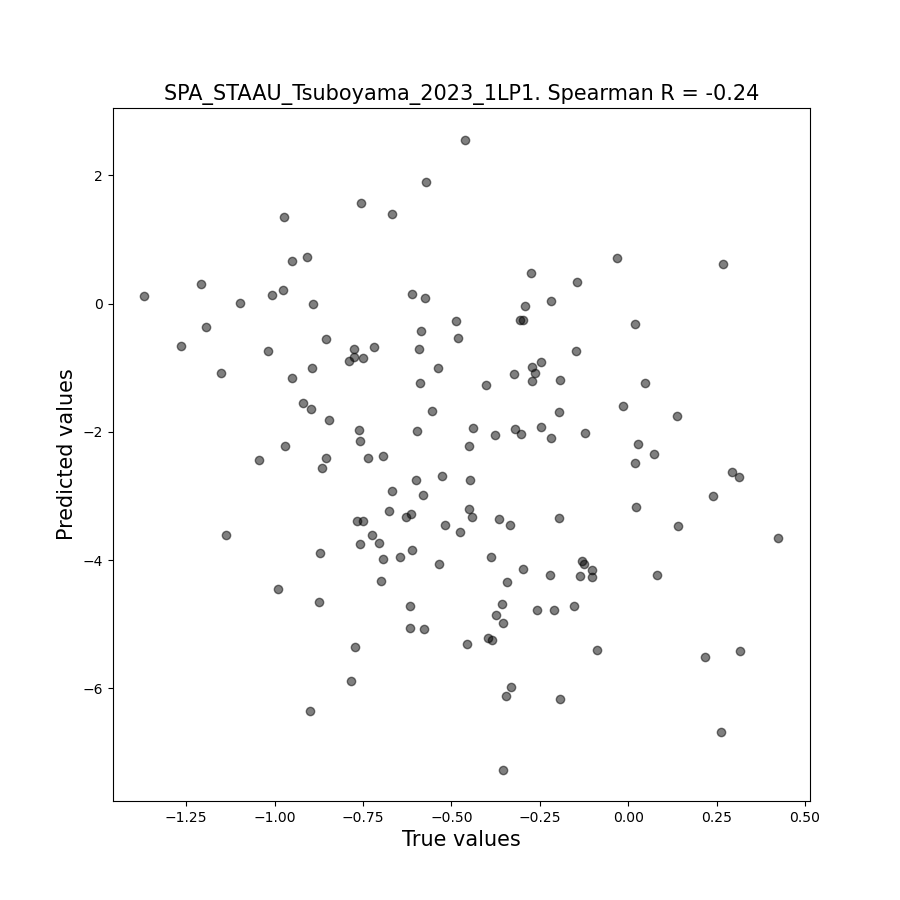 SPA_STAAU_Tsuboyama_2023_1LP1. Spearman R = -0.24
Predicted values
2
0
−2
−4
−6
−1.25 −1.00 −0.75 −0.50 −0.25 0.00 0.25 0.50
True values